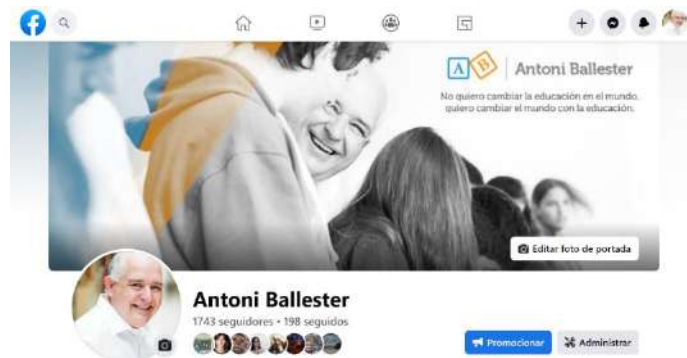 AB Antoni Ballester
No quiero cambiar la educación en el mundo,
quiero cambiar el mundo con la educación.
Editar foto de portada
Antoni Ballester
1743 seguidores • 198 seguidos
Promocionar Administrar